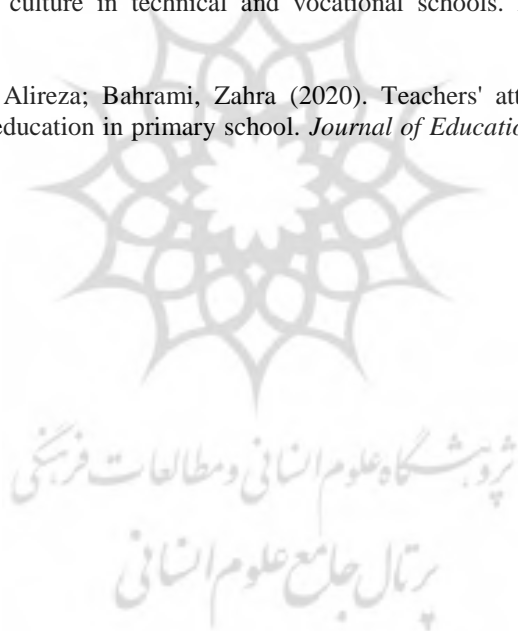 culture in technical and vocational schools.
Alireza; Bahrami, Zahra (2020). Teachers' att
education in primary school. Journal of Educatio
پژوهشگاه علوم انسانی و مطالعات فرهنگی
پرتال جامع علوم انسانی